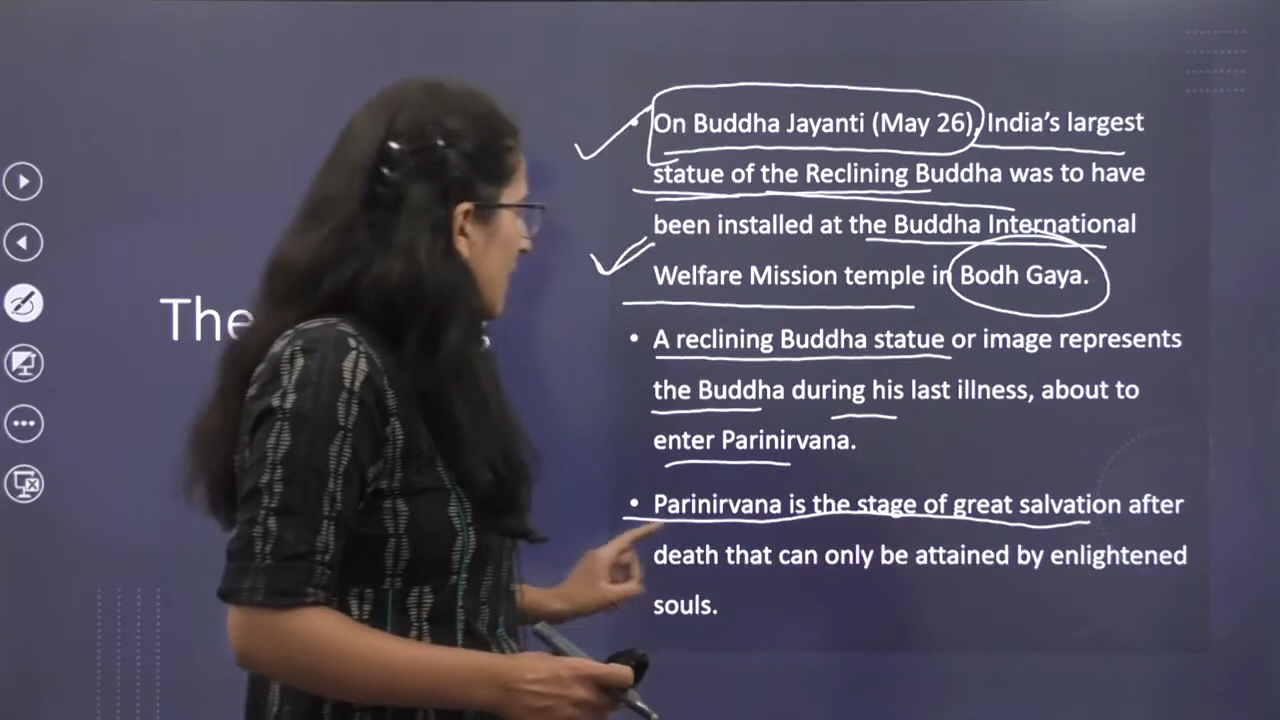 The
On Buddha Jayanti (May 26), India's largest
statue of the Reclining Buddha was to have
been installed at the Buddha International
Welfare Mission temple in Bodh Gaya.
A reclining Buddha statue or image represents
the Buddha during his last illness, about to
enter Parinirvana.
Parinirvana is the stage of great salvation after
death that can only be attained by enlightened
souls.